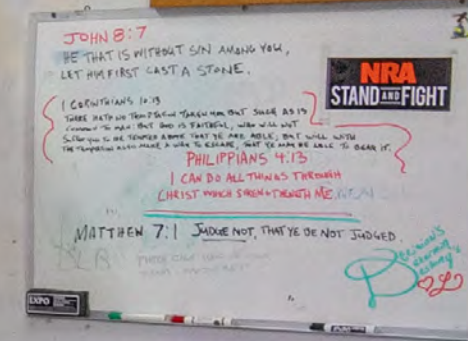 JOHN 8:7
HE THAT IS WITHOUT SIN AMONG YOU,
LET HIM FIRST CAST A STONE.
NRA
STAND AND FIGHT
1 CORINTHIANS 10:13
THERE HATH NO TEMPTATION TAKEN YOU BUT SUCH AS IS
COMMON TO MAN: BUT GOD IS FAITHFUL, WHO WILL NOT
SUFFER YOU TO BE TEMPTED ABOVE THAT YE ARE ABLE; BUT WILL WITH
THE TEMPTATION ALSO MAKE A WAY TO ESCAPE, THAT YE MAY BE ABLE TO BEAR IT.
PHILIPPIANS 4:13
I CAN DO ALL THINGS THROUGH
CHRIST WHICH STRENGTHENETH ME.
MATTHEW 7:1 JUDGE NOT, THAT YE BE NOT JUDGED.
EXPO